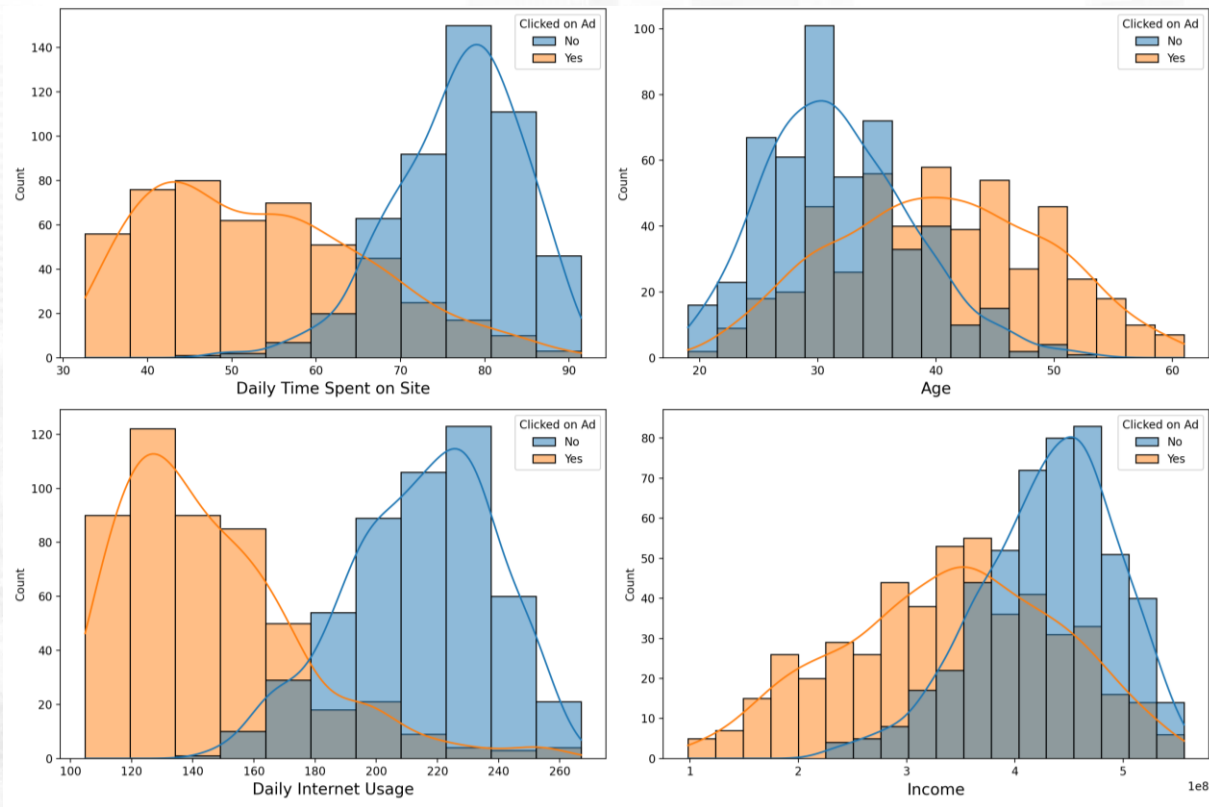 Clicked on Ad
No
Yes
140
120
100
80
60
40
20
0
Count
30 40 50 60 70 80 90
Daily Time Spent on Site
Clicked on Ad
No
Yes
100
80
60
40
20
0
Count
20 30 40 50 60
Age
Clicked on Ad
No
Yes
120
100
80
60
40
20
0
Count
100 120 140 160 180 200 220 240 260
Daily Internet Usage
Clicked on Ad
No
Yes
80
70
60
50
40
30
20
10
0
Count
1 2 3 4 5
1e8
Income